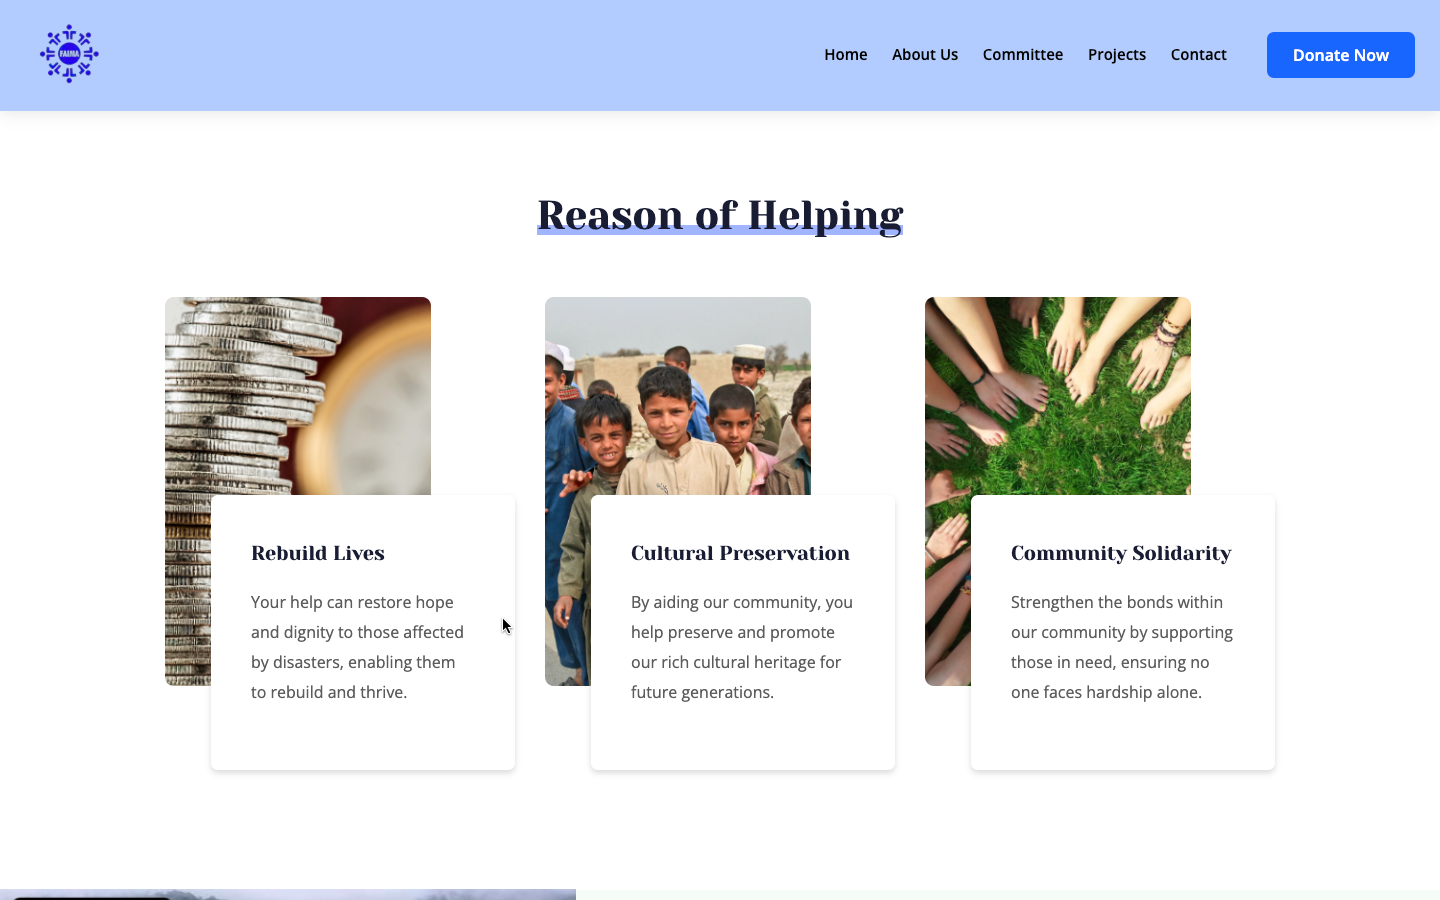 FAIMA
Home
About Us
Committee
Projects
Contact
Donate Now
Reason of Helping
Rebuild Lives
Your help can restore hope
and dignity to those affected
by disasters, enabling them
to rebuild and thrive.
Cultural Preservation
By aiding our community, you
help preserve and promote
our rich cultural heritage for
future generations.
Community Solidarity
Strengthen the bonds within
our community by supporting
those in need, ensuring no
one faces hardship alone.